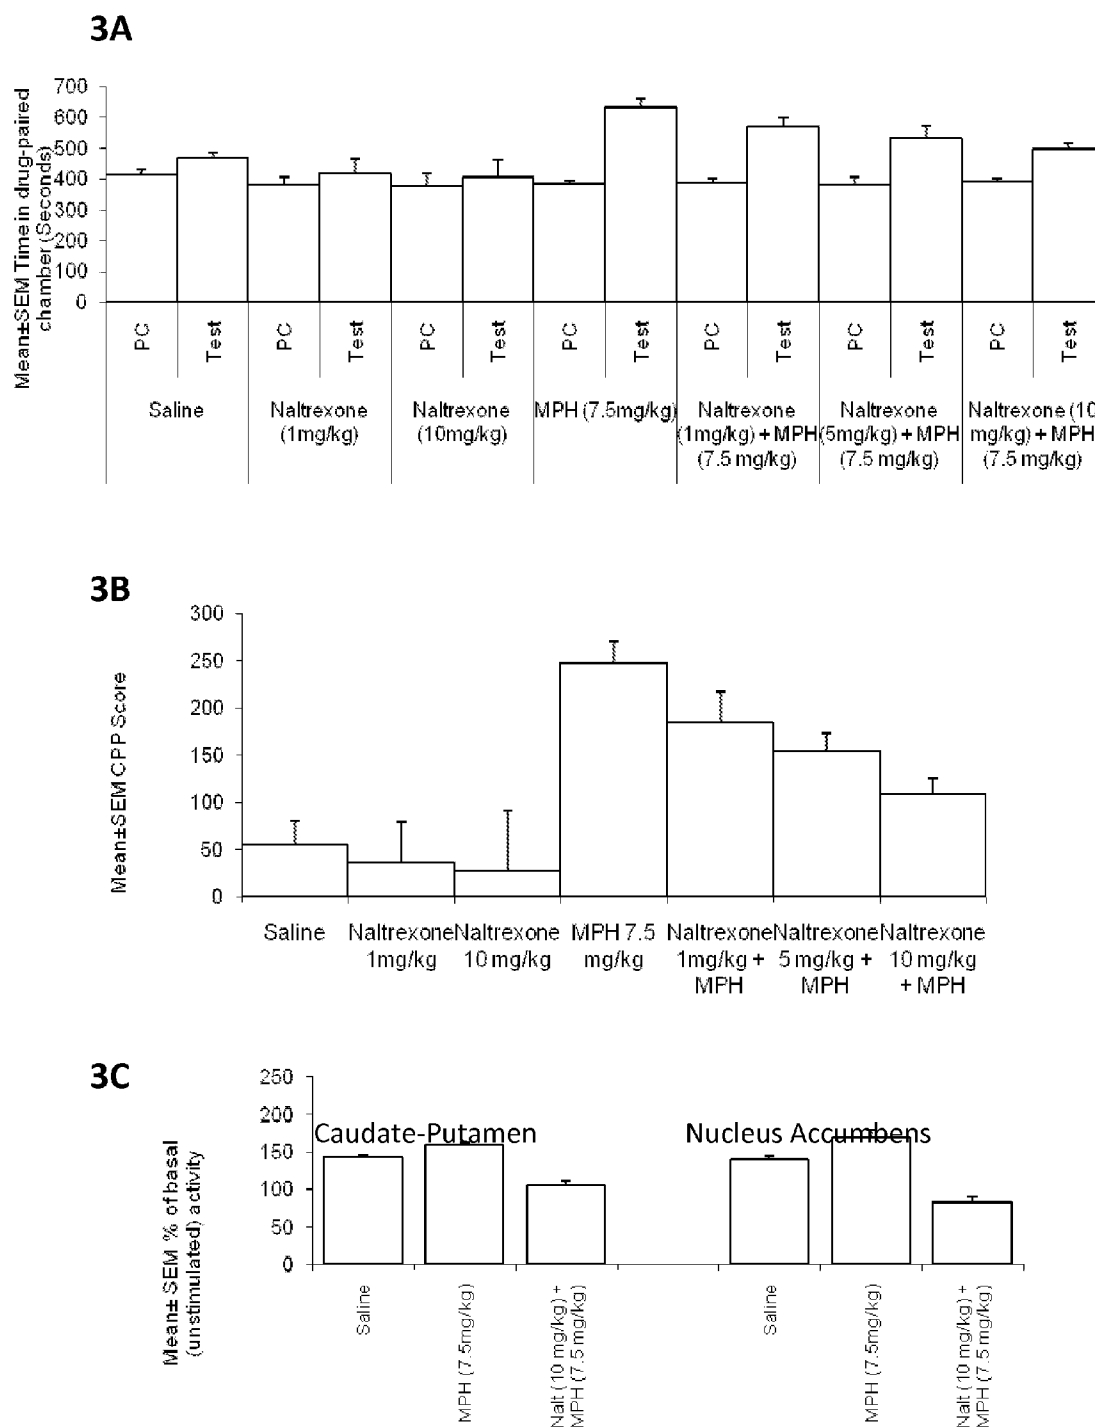 3A
Mean±SEM Time in drug-paired
chamber (Seconds)
700
600
500
400
300
200
100
0
PC
Test
PC
Test
PC
Test
PC
Test
PC
Test
PC
Test
PC
Test
Saline
Naltrexone
(1mg/kg)
Naltrexone
(10mg/kg)
MPH (7.5mg/kg)
Naltrexone
(1mg/kg) + MPH
(7.5 mg/kg)
Naltrexone
(5mg/kg) + MPH
(7.5 mg/kg)
Naltrexone (10
mg/kg) + MPH
(7.5 mg/kg)
3B
Mean±SEM CPP Score
300
250
200
150
100
50
0
Saline
Naltrexone
1mg/kg
Naltrexone
10 mg/kg
MPH 7.5
mg/kg
Naltrexone
1mg/kg +
MPH
Naltrexone
5 mg/kg +
MPH
Naltrexone
10 mg/kg
+ MPH
3C
Mean± SEM % of basal
(unstimulated) activity
250
200
150
100
50
0
Caudate-Putamen
Nucleus Accumbens
Saline
MPH (7.5mg/kg)
Nalt (10 mg/kg) +
MPH (7.5 mg/kg)
Saline
MPH (7.5mg/kg)
Nalt (10 mg/kg) +
MPH (7.5 mg/kg)